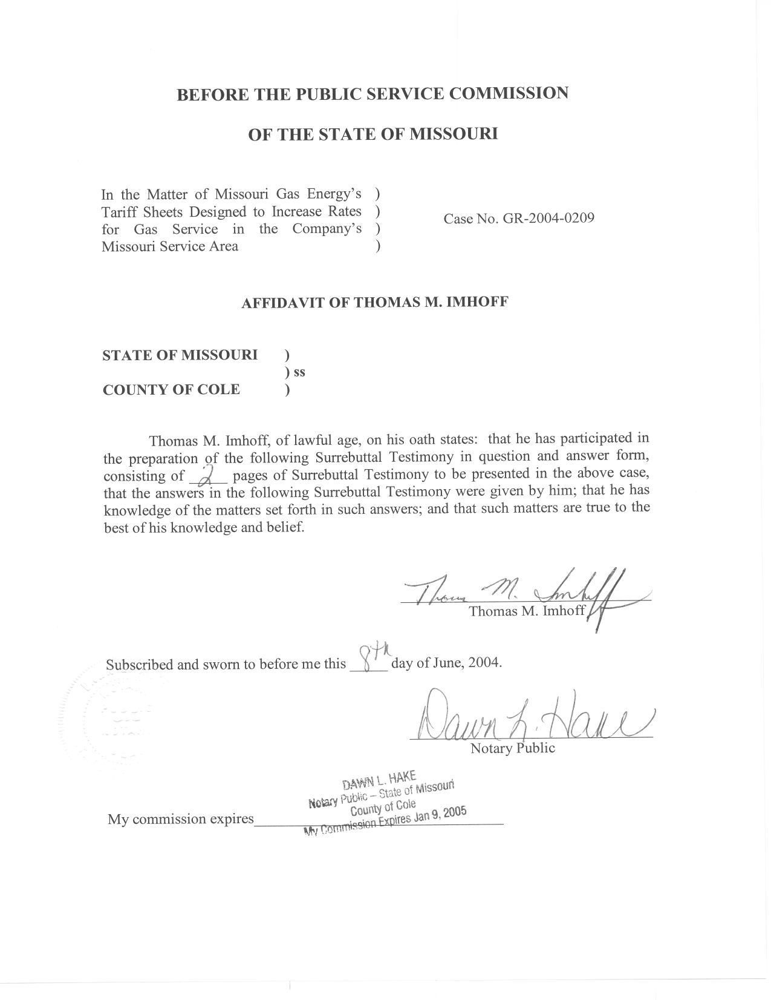 BEFORE THE PUBLIC SERVICE COMMISSION
OF THE STATE OF MISSOURI
In the Matter of Missouri Gas Energy's )
Tariff Sheets Designed to Increase Rates )
for Gas Service in the Company's )
Missouri Service Area )
Case No. GR-2004-0209
AFFIDAVIT OF THOMAS M. IMHOFF
STATE OF MISSOURI )
) ss
COUNTY OF COLE )
Thomas M. Imhoff, of lawful age, on his oath states: that he has participated in
the preparation of the following Surrebuttal Testimony in question and answer form,
consisting of 2 pages of Surrebuttal Testimony to be presented in the above case,
that the answers in the following Surrebuttal Testimony were given by him; that he has
knowledge of the matters set forth in such answers; and that such matters are true to the
best of his knowledge and belief.
Thomas M. Imhoff
Thomas M. Imhoff
Subscribed and sworn to before me this 8th day of June, 2004.
Dawn L. Hake
Notary Public
DAWN L. HAKE
Notary Public – State of Missouri
County of Cole
My Commission Expires Jan 9, 2005
My commission expires